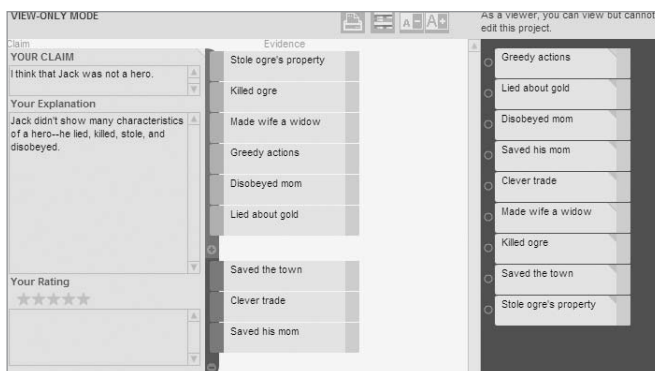 VIEW-ONLY MODE
A - A+
As a viewer, you can view but cannot
edit this project.
Claim
Evidence
YOUR CLAIM
I think that Jack was not a hero.
Your Explanation
Jack didn't show many characteristics
of a hero--he lied, killed, stole, and
disobeyed.
Your Rating
Stole ogre's property
Killed ogre
Made wife a widow
Greedy actions
Disobeyed mom
Lied about gold
Saved the town
Clever trade
Saved his mom
Greedy actions
Lied about gold
Disobeyed mom
Saved his mom
Clever trade
Made wife a widow
Killed ogre
Saved the town
Stole ogre's property